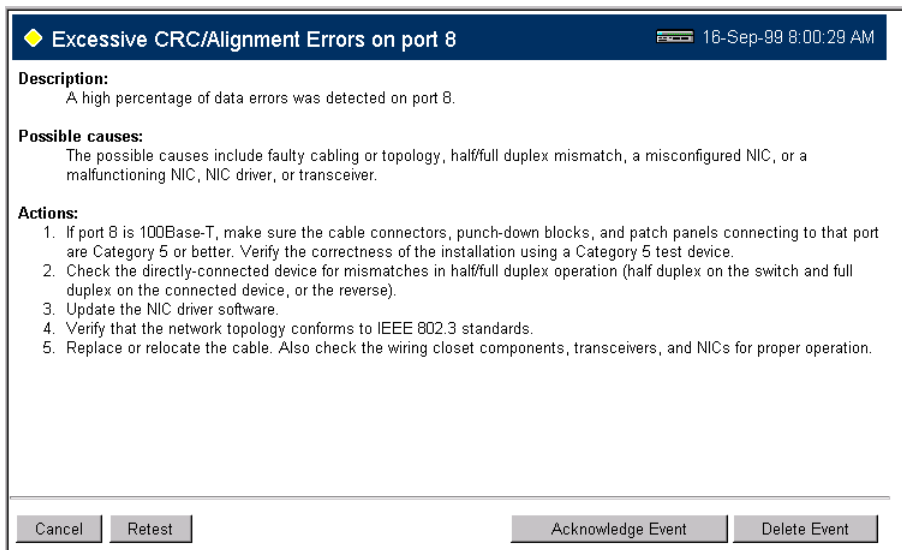 Excessive CRC/Alignment Errors on port 8 16-Sep-99 8:00:29 AM
Description:
A high percentage of data errors was detected on port 8.
Possible causes:
The possible causes include faulty cabling or topology, half/full duplex mismatch, a misconfigured NIC, or a
malfunctioning NIC, NIC driver, or transceiver.
Actions:
1. If port 8 is 100Base-T, make sure the cable connectors, punch-down blocks, and patch panels connecting to that port
are Category 5 or better. Verify the correctness of the installation using a Category 5 test device.
2. Check the directly-connected device for mismatches in half/full duplex operation (half duplex on the switch and full
duplex on the connected device, or the reverse).
3. Update the NIC driver software.
4. Verify that the network topology conforms to IEEE 802.3 standards.
5. Replace or relocate the cable. Also check the wiring closet components, transceivers, and NICs for proper operation.
Cancel Retest Acknowledge Event Delete Event